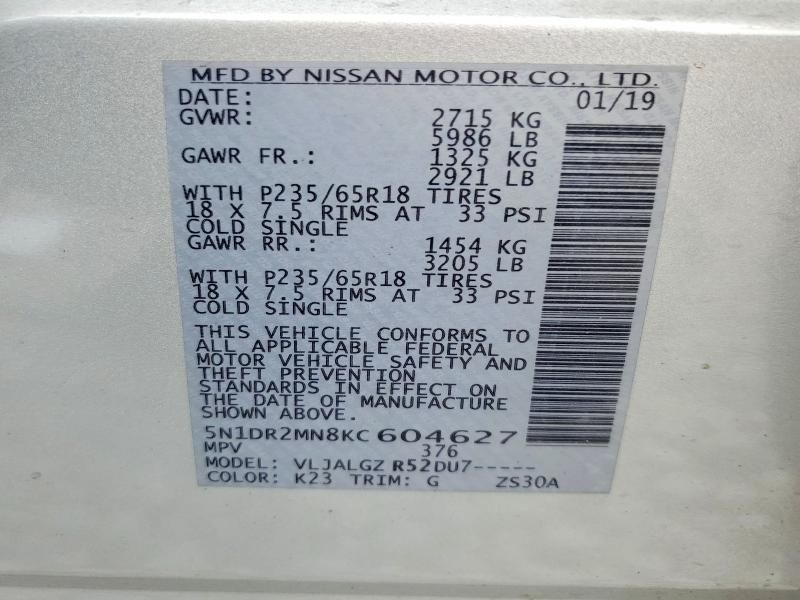 MFD BY NISSAN MOTOR CO., LTD.
DATE: 01/19
GVWR: 2715 KG
5986 LB
GAWR FR.: 1325 KG
2921 LB
WITH P235/65R18 TIRES
18 X 7.5 RIMS AT 33 PSI
COLD SINGLE
GAWR RR.: 1454 KG
3205 LB
WITH P235/65R18 TIRES
18 X 7.5 RIMS AT 33 PSI
COLD SINGLE
THIS VEHICLE CONFORMS TO
ALL APPLICABLE FEDERAL
MOTOR VEHICLE SAFETY AND
THEFT PREVENTION
STANDARDS IN EFFECT ON
THE DATE OF MANUFACTURE
SHOWN ABOVE.
5N1DR2MN8KC604627
MPV 376
MODEL: VLJALGZ R52DU7-----
COLOR: K23 TRIM: G ZS30A